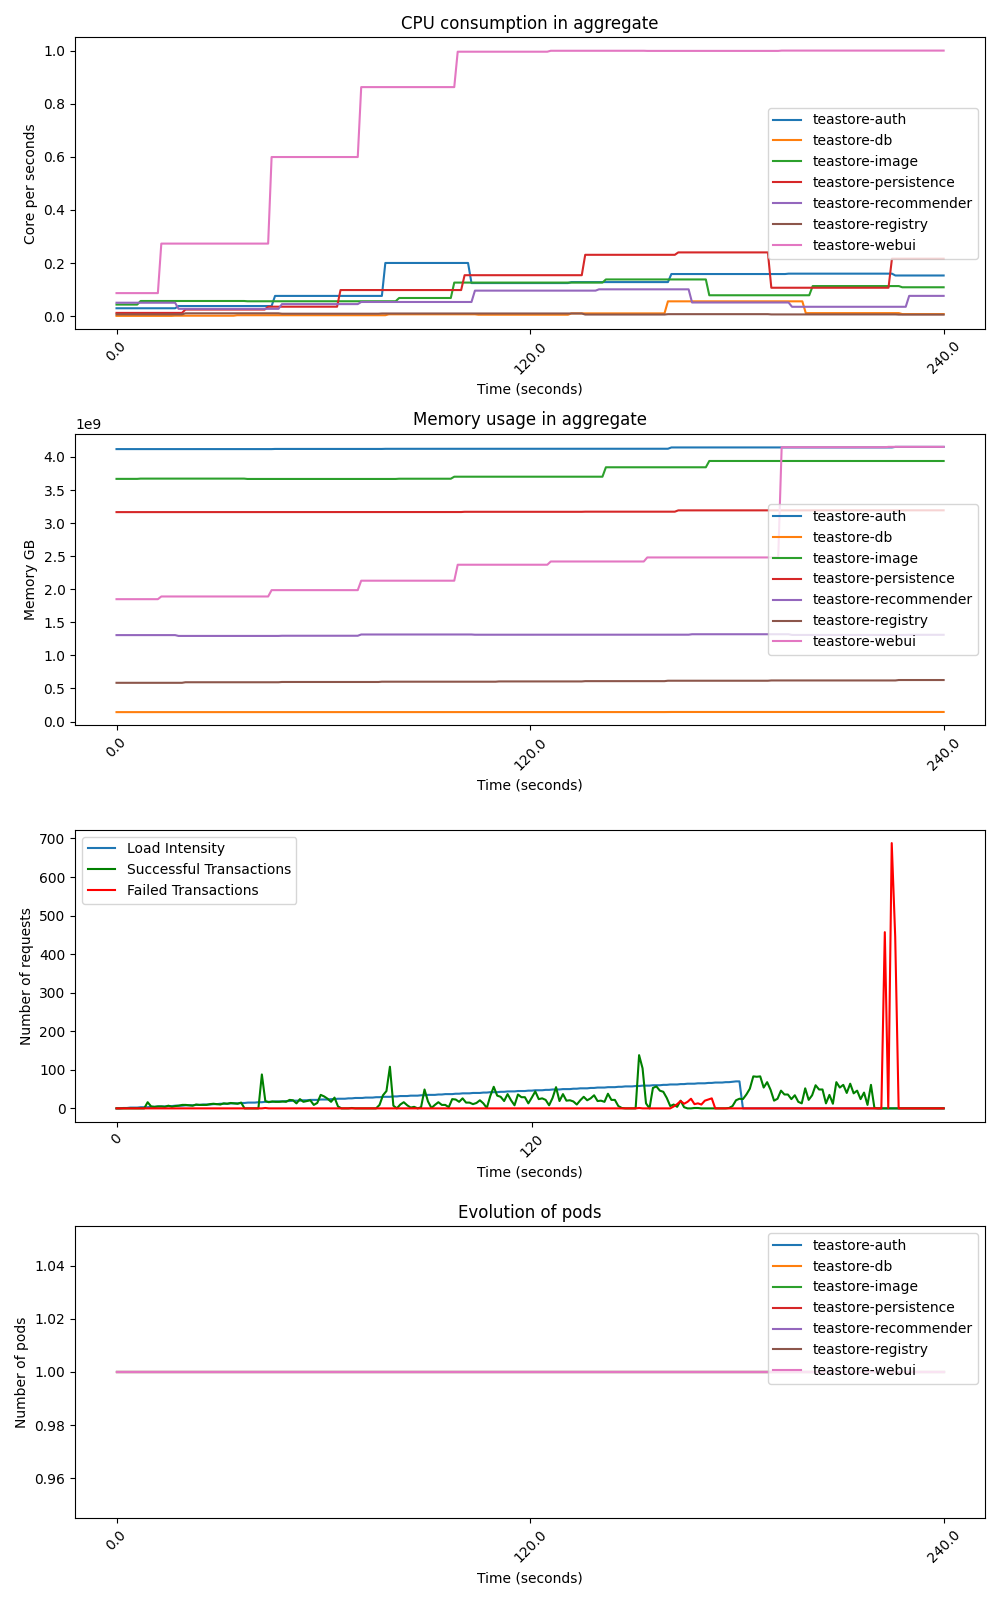 CPU consumption in aggregate
1.0
0.8
0.6
0.4
0.2
0.0
Core per seconds
teastore-auth
teastore-db
teastore-image
teastore-persistence
teastore-recommender
teastore-registry
teastore-webui
0.0
120.0
240.0
Time (seconds)
Memory usage in aggregate
1e9
4.0
3.5
3.0
2.5
2.0
1.5
1.0
0.5
0.0
Memory GB
teastore-auth
teastore-db
teastore-image
teastore-persistence
teastore-recommender
teastore-registry
teastore-webui
0.0
120.0
240.0
Time (seconds)
700
600
500
400
300
200
100
0
Number of requests
Load Intensity
Successful Transactions
Failed Transactions
0
120
Time (seconds)
Evolution of pods
1.04
1.02
1.00
0.98
0.96
Number of pods
teastore-auth
teastore-db
teastore-image
teastore-persistence
teastore-recommender
teastore-registry
teastore-webui
0.0
120.0
240.0
Time (seconds)